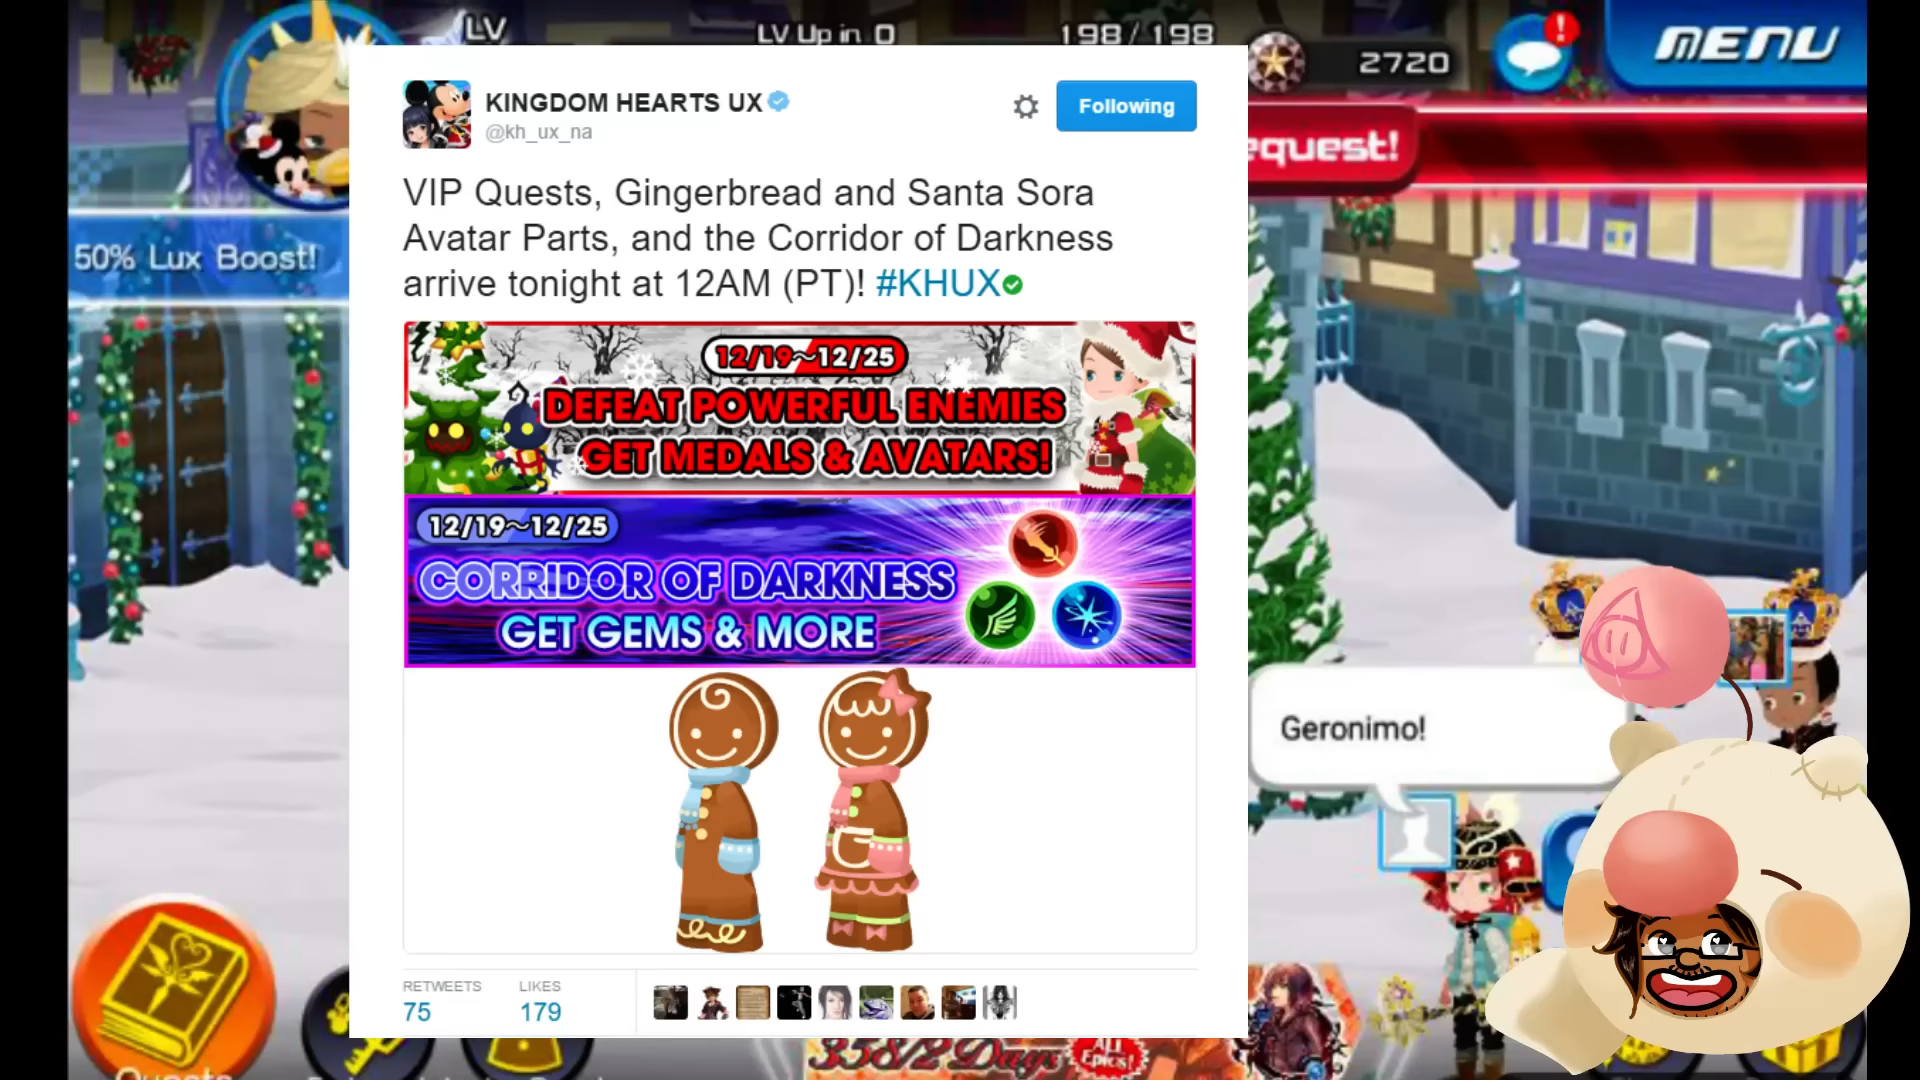 LV
LV Up in 0
198 / 198
2720
!
MENU
KINGDOM HEARTS UX
@kh_ux_na
Following
equest!
VIP Quests, Gingerbread and Santa Sora
Avatar Parts, and the Corridor of Darkness
arrive tonight at 12AM (PT)! #KHUX
50% Lux Boost!
12/19~12/25
DEFEAT POWERFUL ENEMIES
GET MEDALS & AVATARS!
12/19~12/25
CORRIDOR OF DARKNESS
GET GEMS & MORE
Geronimo!
RETWEETS
75
LIKES
179
358/2 Days
ALL
Epics!
Quests